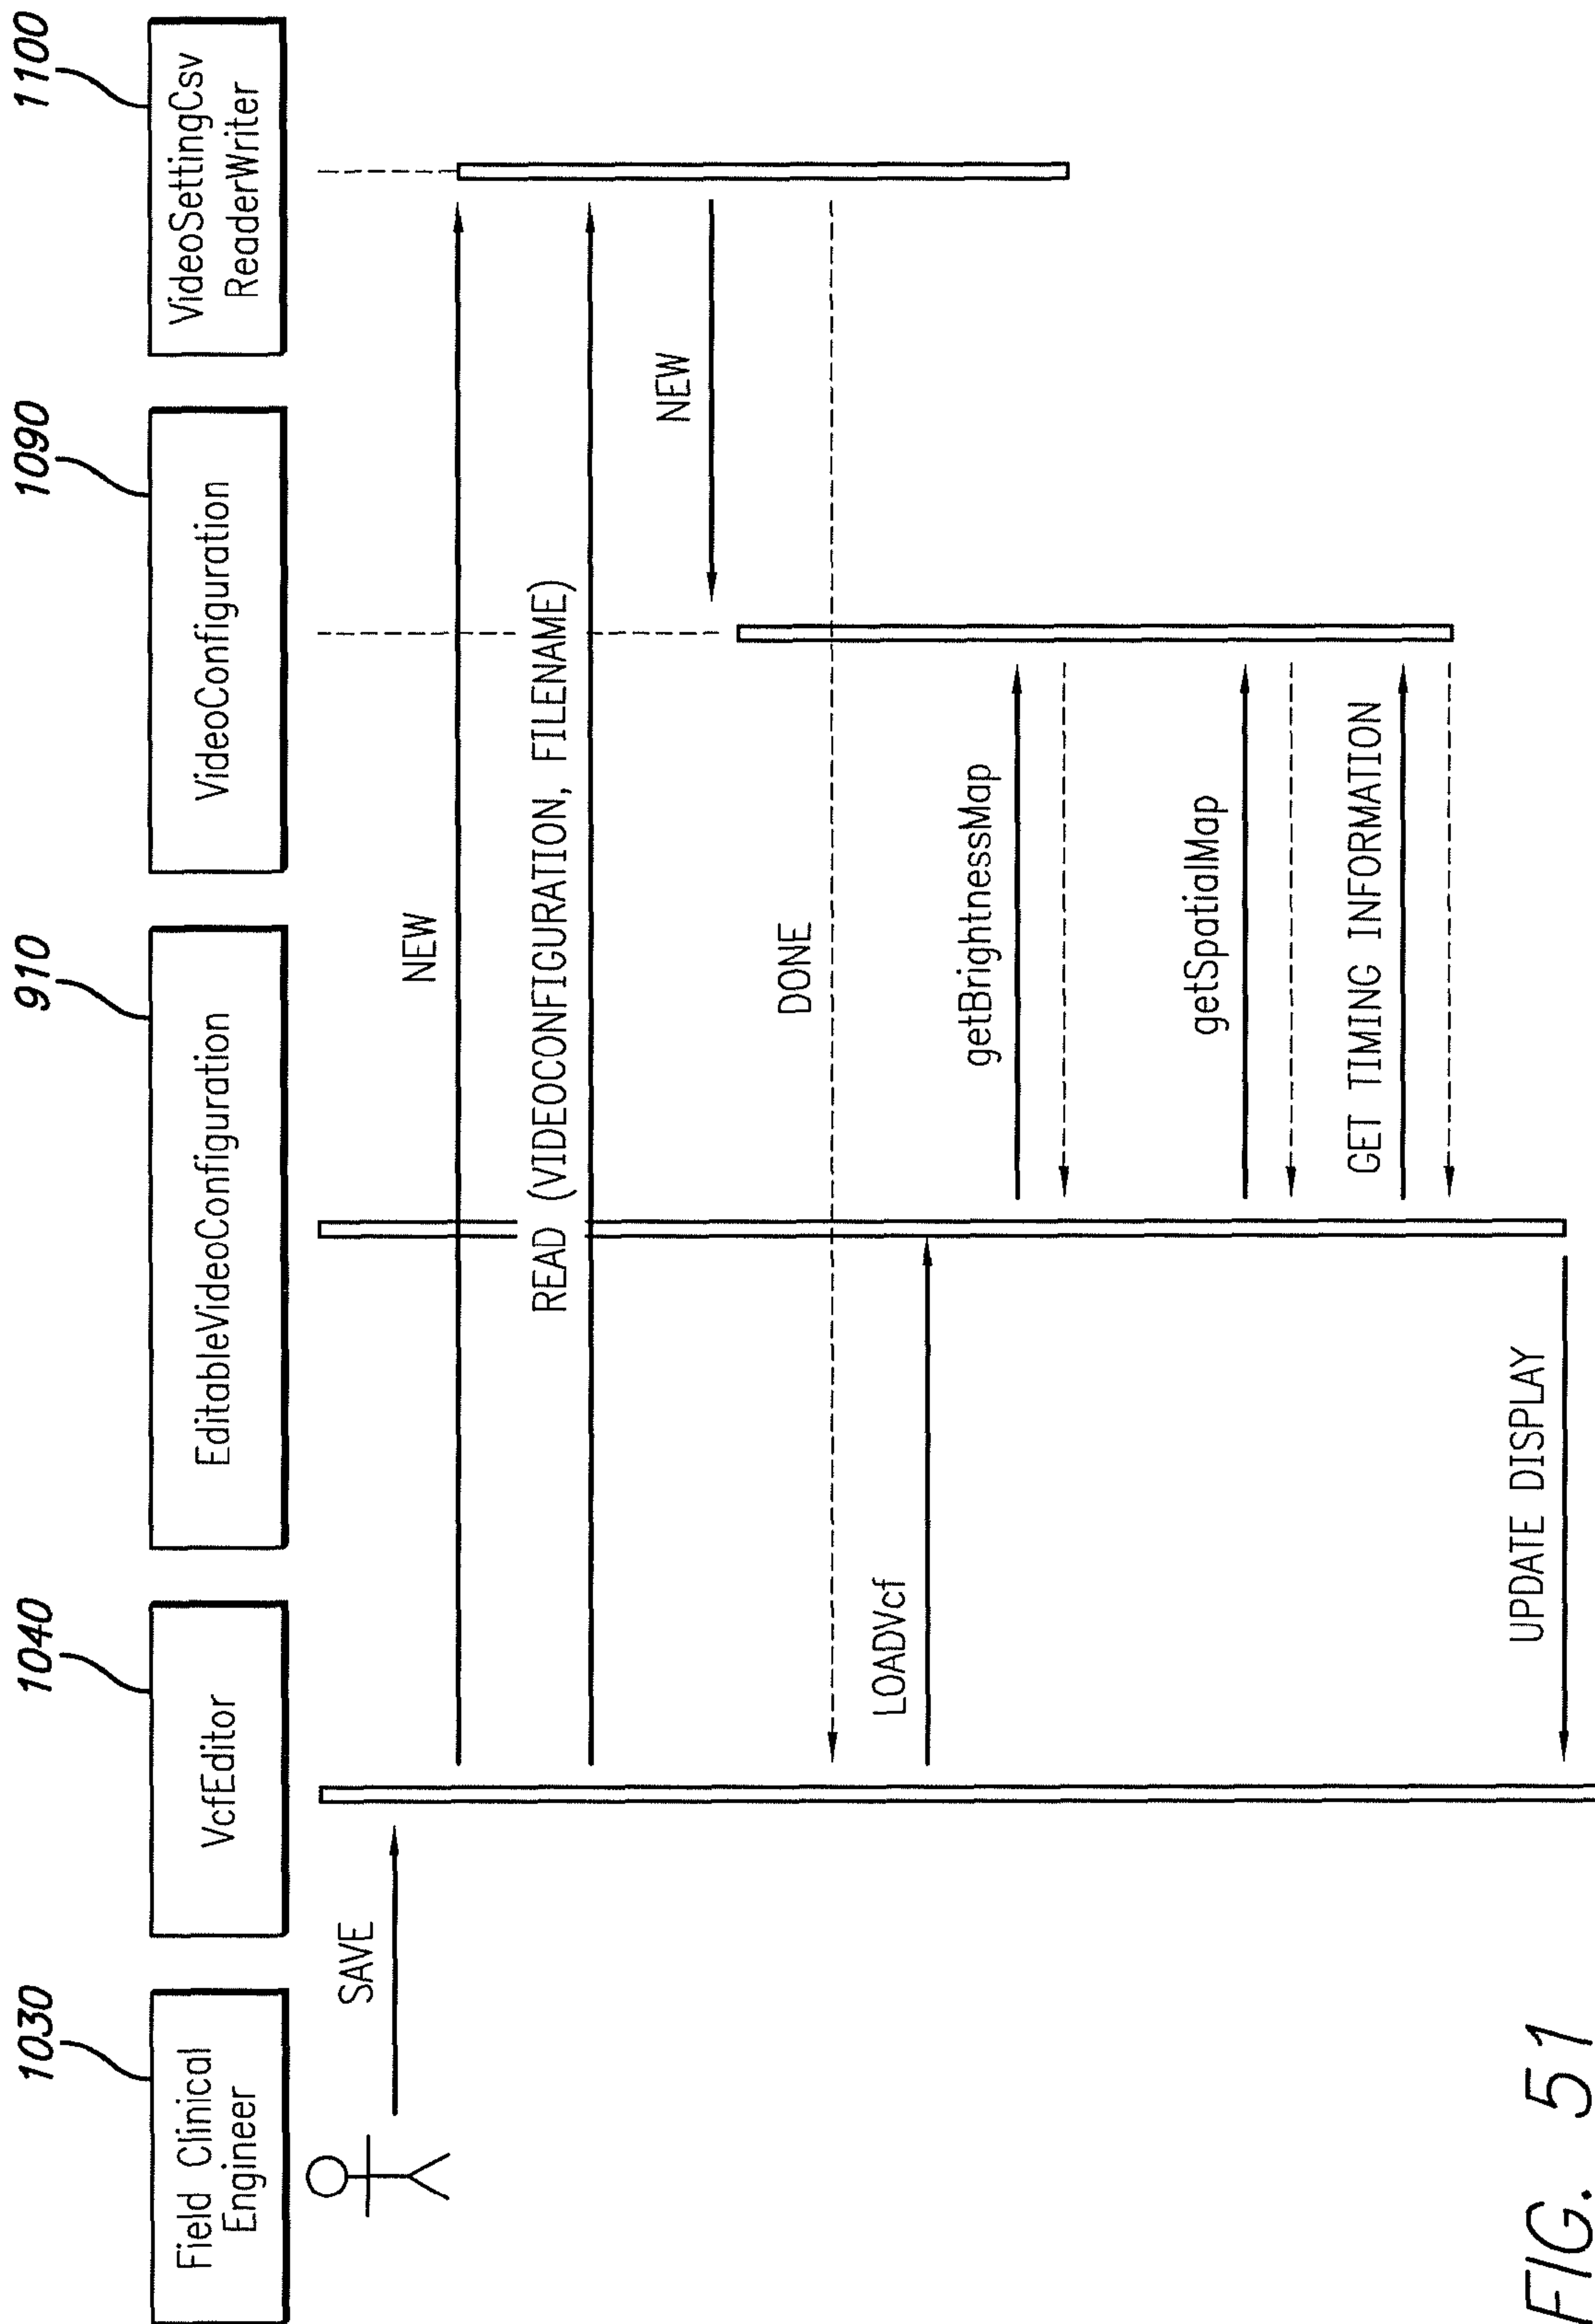 1030
1040
910
1090
1100
Field Clinical
Engineer
VcfEditor
EditableVideoConfiguration
VideoConfiguration
VideoSettingCsv
ReaderWriter
SAVE
NEW
READ (VIDEOCONFIGURATION, FILENAME)
NEW
DONE
LOADVcf
getBrightnessMap
getSpatialMap
GET TIMING INFORMATION
UPDATE DISPLAY
FIG. 51